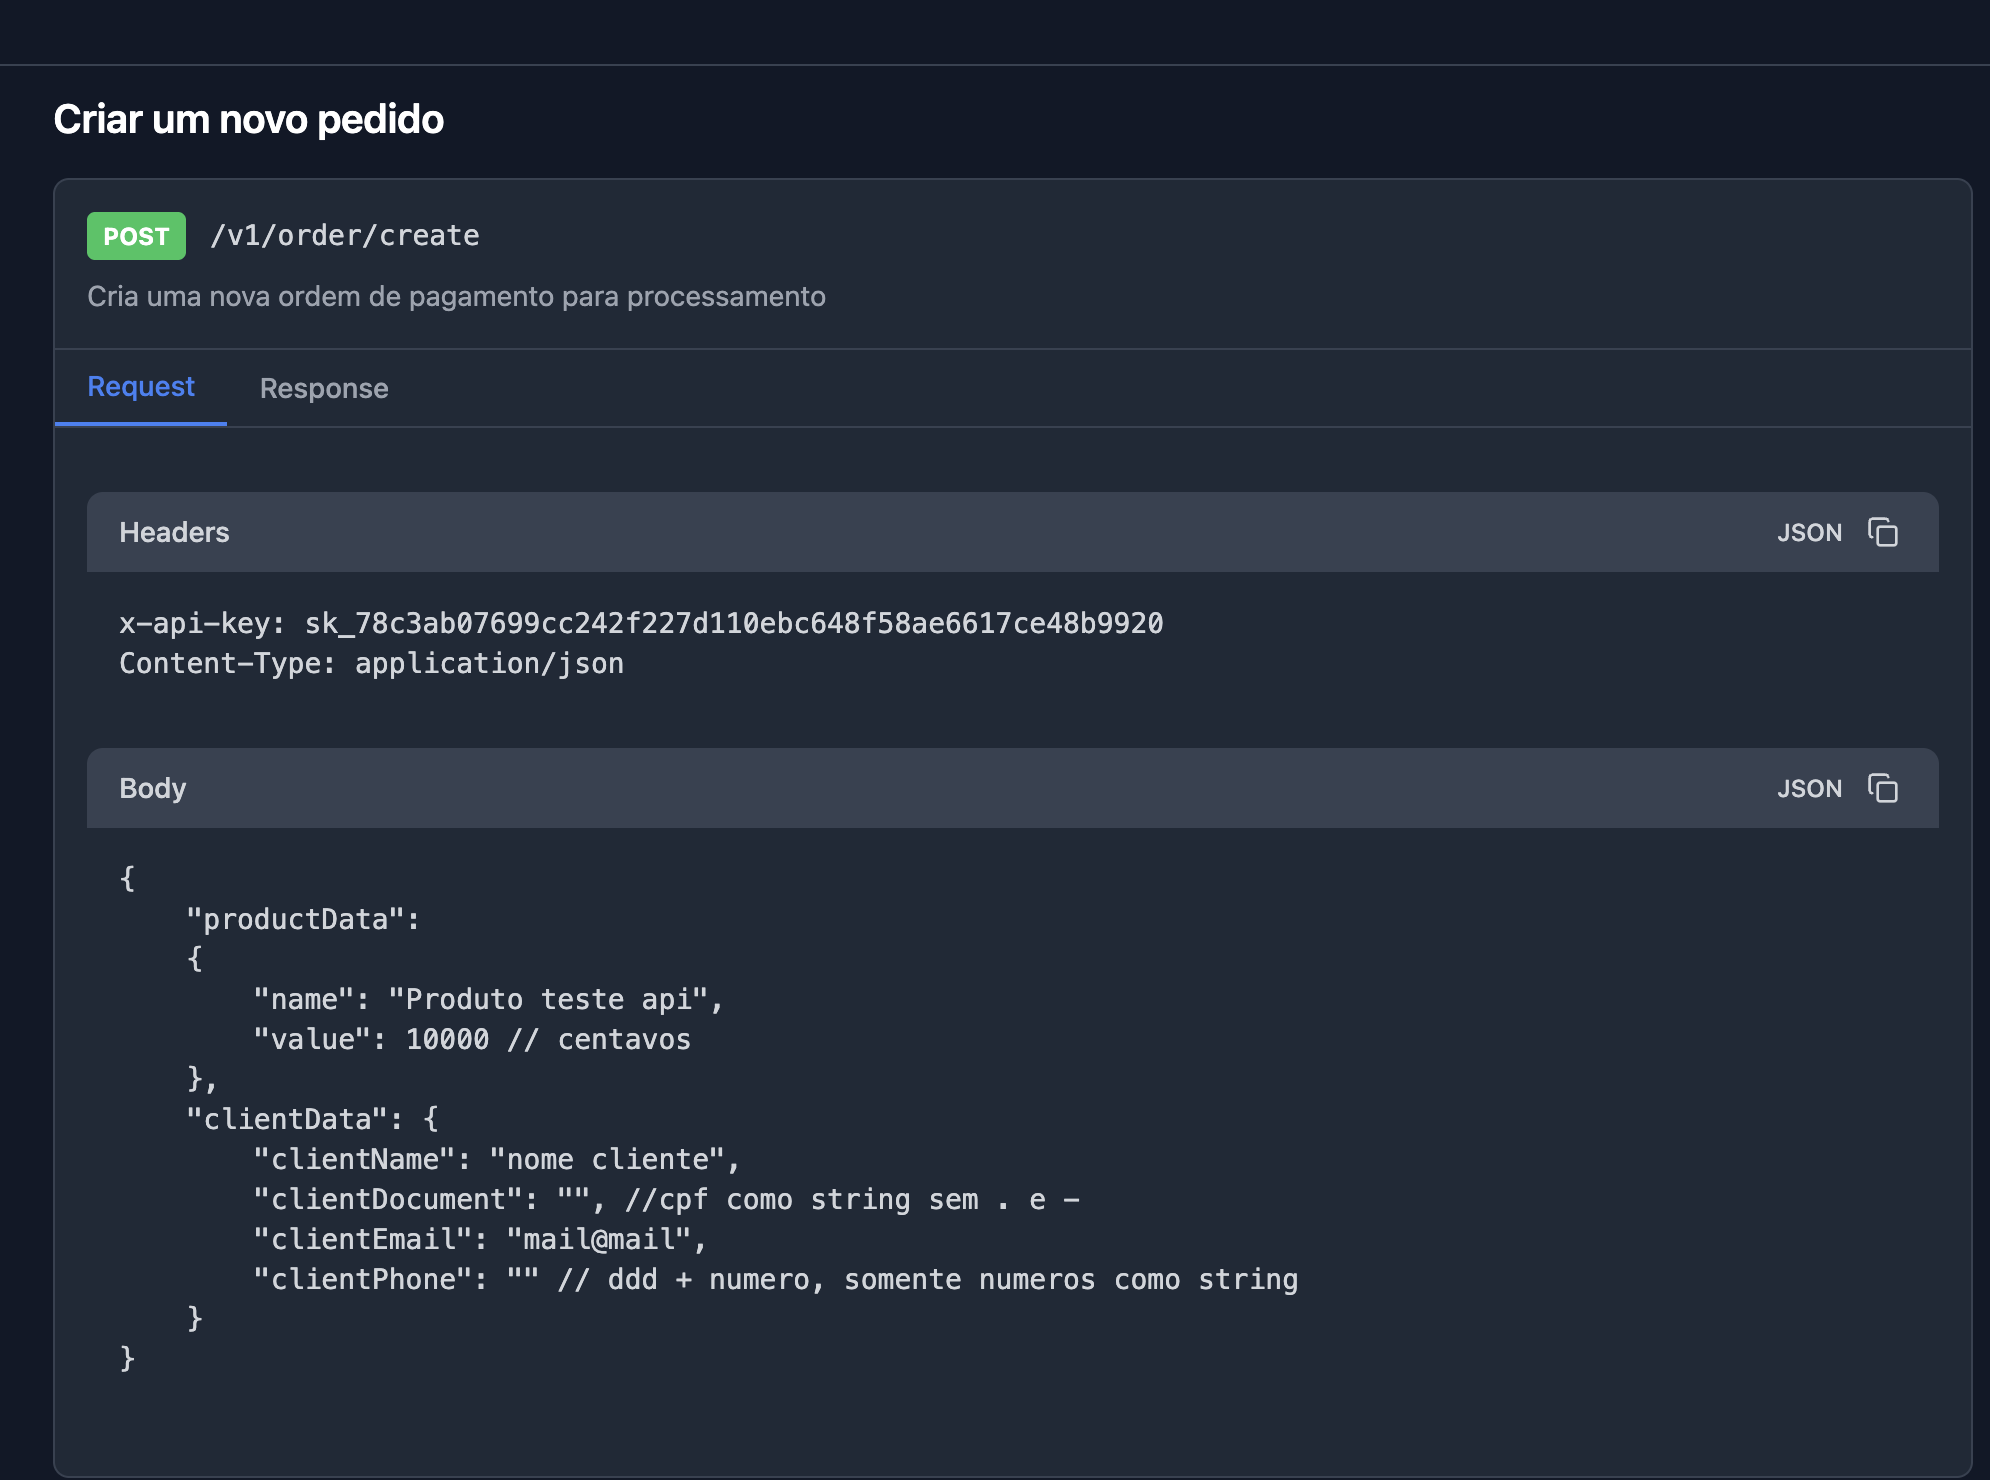 Criar um novo pedido
POST /v1/order/create
Cria uma nova ordem de pagamento para processamento
Request Response
Headers JSON
x-api-key: sk_78c3ab07699cc242f227d110ebc648f58ae6617ce48b9920
Content-Type: application/json
Body JSON
{
    "productData":
    {
        "name": "Produto teste api",
        "value": 10000 // centavos
    },
    "clientData": {
        "clientName": "nome cliente",
        "clientDocument": "", //cpf como string sem . e -
        "clientEmail": "mail@mail",
        "clientPhone": "" // ddd + numero, somente numeros como string
    }
}